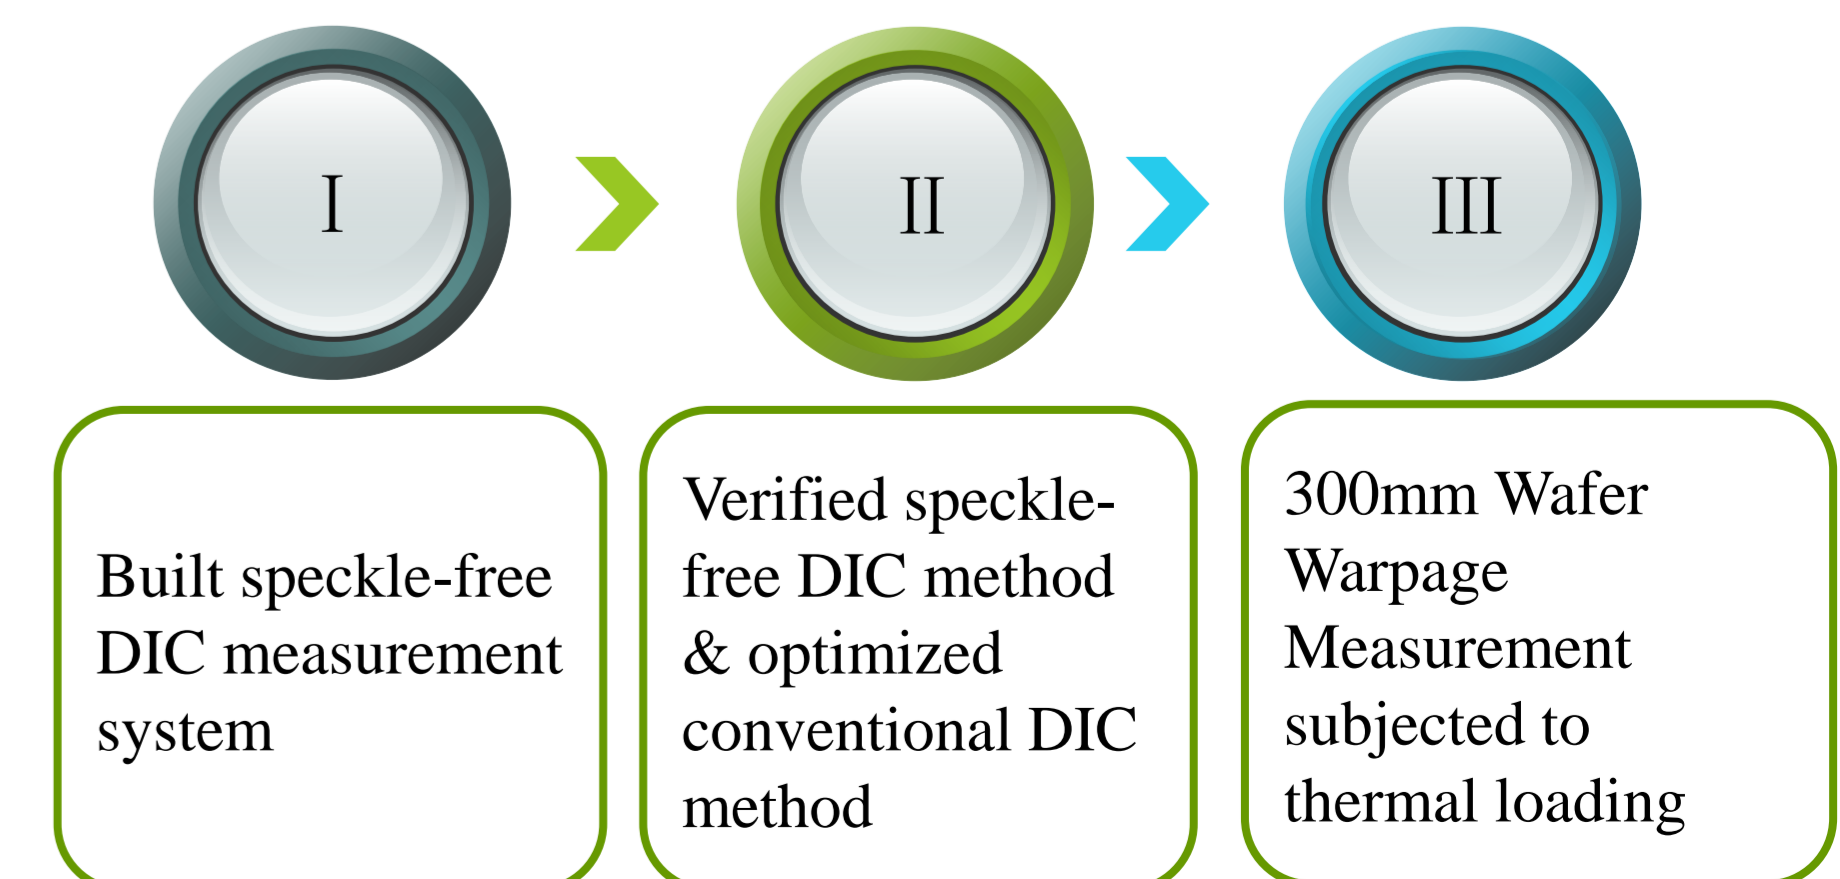 I
II
III
Built speckle-free
DIC measurement
system
Verified speckle-
free DIC method
& optimized
conventional DIC
method
300mm Wafer
Warpage
Measurement
subjected to
thermal loading